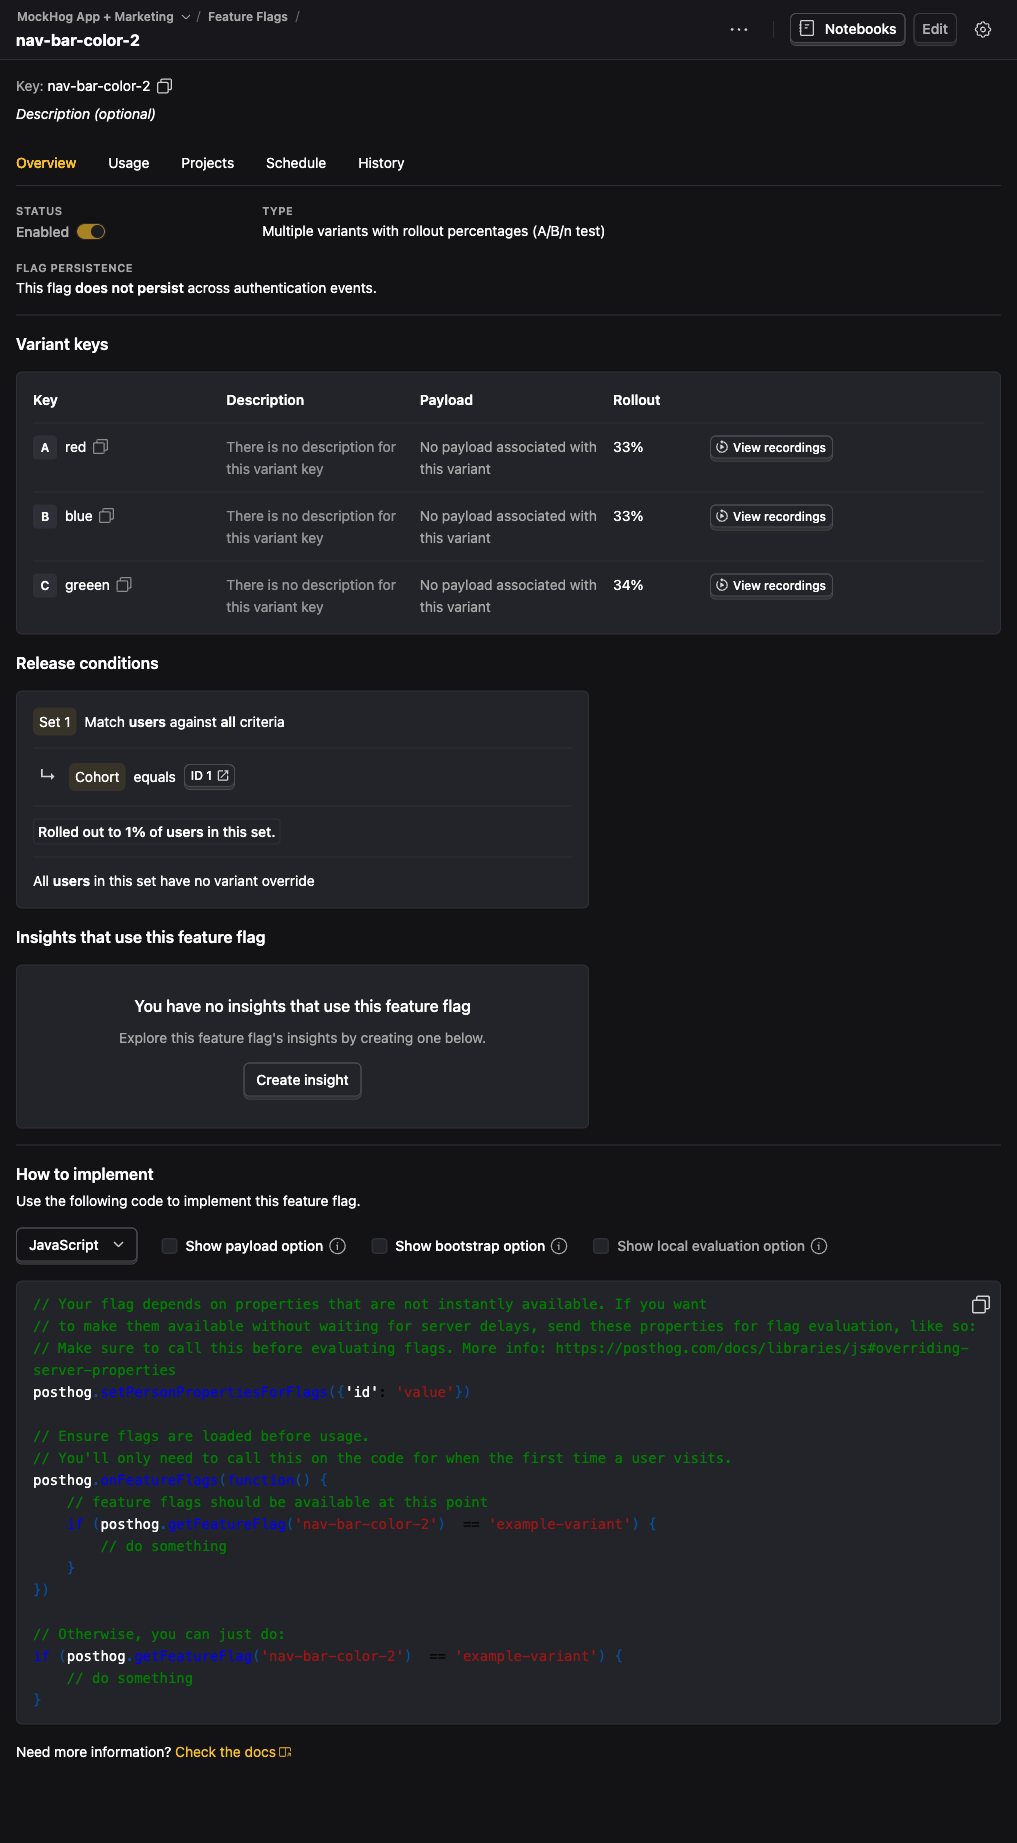 MockHog App + Marketing / Feature Flags /
nav-bar-color-2
Notebooks
Edit
Key: nav-bar-color-2
Description (optional)
Overview Usage Projects Schedule History
STATUS TYPE
Enabled Multiple variants with rollout percentages (A/B/n test)
FLAG PERSISTENCE
This flag does not persist across authentication events.
Variant keys
Key Description Payload Rollout
A red There is no description for No payload associated with 33% View recordings
this variant key this variant
B blue There is no description for No payload associated with 33% View recordings
this variant key this variant
C greeen There is no description for No payload associated with 34% View recordings
this variant key this variant
Release conditions
Set 1 Match users against all criteria
Cohort equals ID 1
Rolled out to 1% of users in this set.
All users in this set have no variant override
Insights that use this feature flag
You have no insights that use this feature flag
Explore this feature flag's insights by creating one below.
Create insight
How to implement
Use the following code to implement this feature flag.
JavaScript Show payload option Show bootstrap option Show local evaluation option
// Your flag depends on properties that are not instantly available. If you want
// to make them available without waiting for server delays, send these properties for flag evaluation, like so:
// Make sure to call this before evaluating flags. More info: https://posthog.com/docs/libraries/js#overriding-
server-properties
posthog.setPersonPropertiesForFlags({'id': 'value'})
// Ensure flags are loaded before usage.
// You'll only need to call this on the code for when the first time a user visits.
posthog.onFeatureFlags(function() {
// feature flags should be available at this point
if (posthog.getFeatureFlag('nav-bar-color-2') == 'example-variant') {
// do something
}
})
// Otherwise, you can just do:
if (posthog.getFeatureFlag('nav-bar-color-2') == 'example-variant') {
// do something
}
Need more information? Check the docs